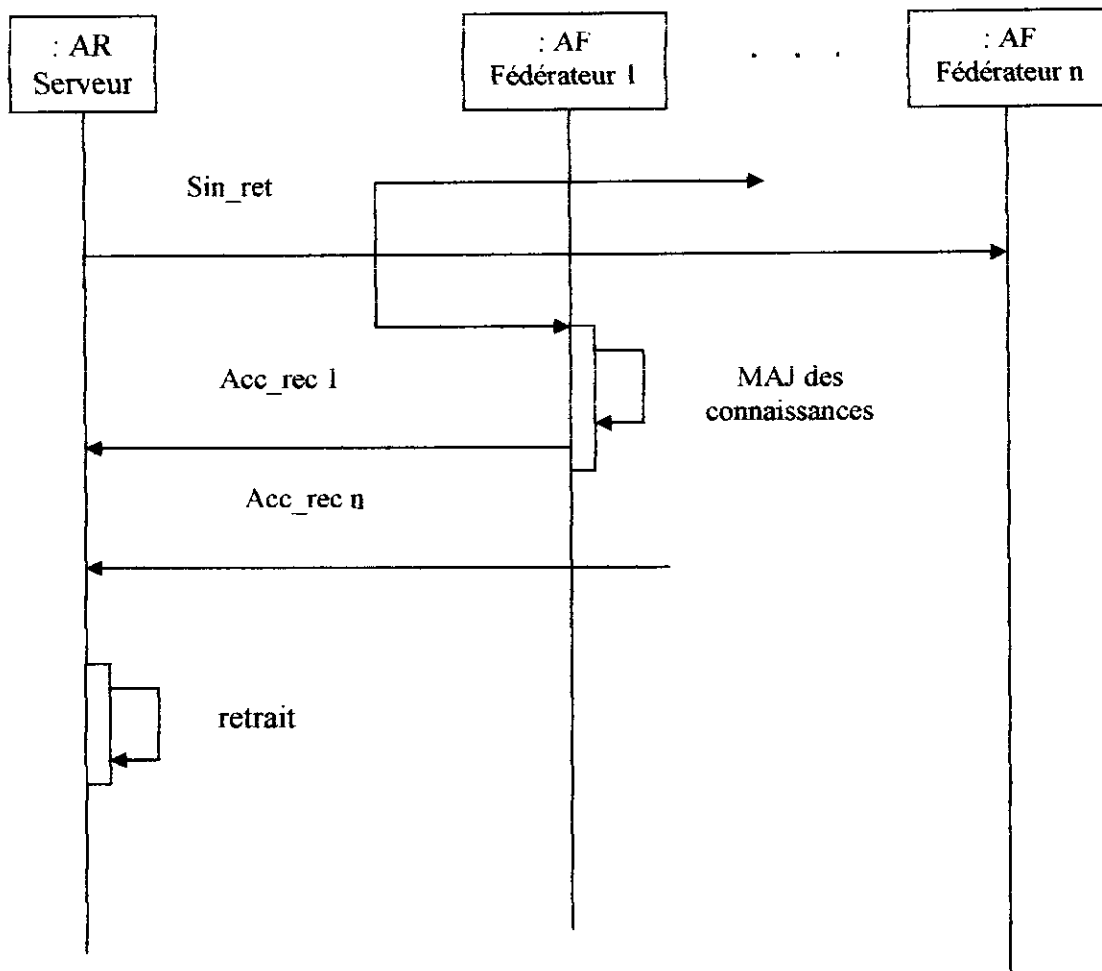 : AR
Serveur
: AF
Fédérateur 1
. . .
: AF
Fédérateur n
Sin_ret
Acc_rec 1
MAJ des
connaissances
Acc_rec n
retrait